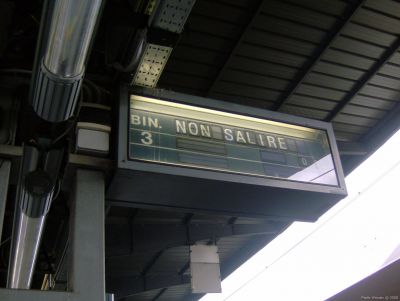 BIN. NON SALIRE
3